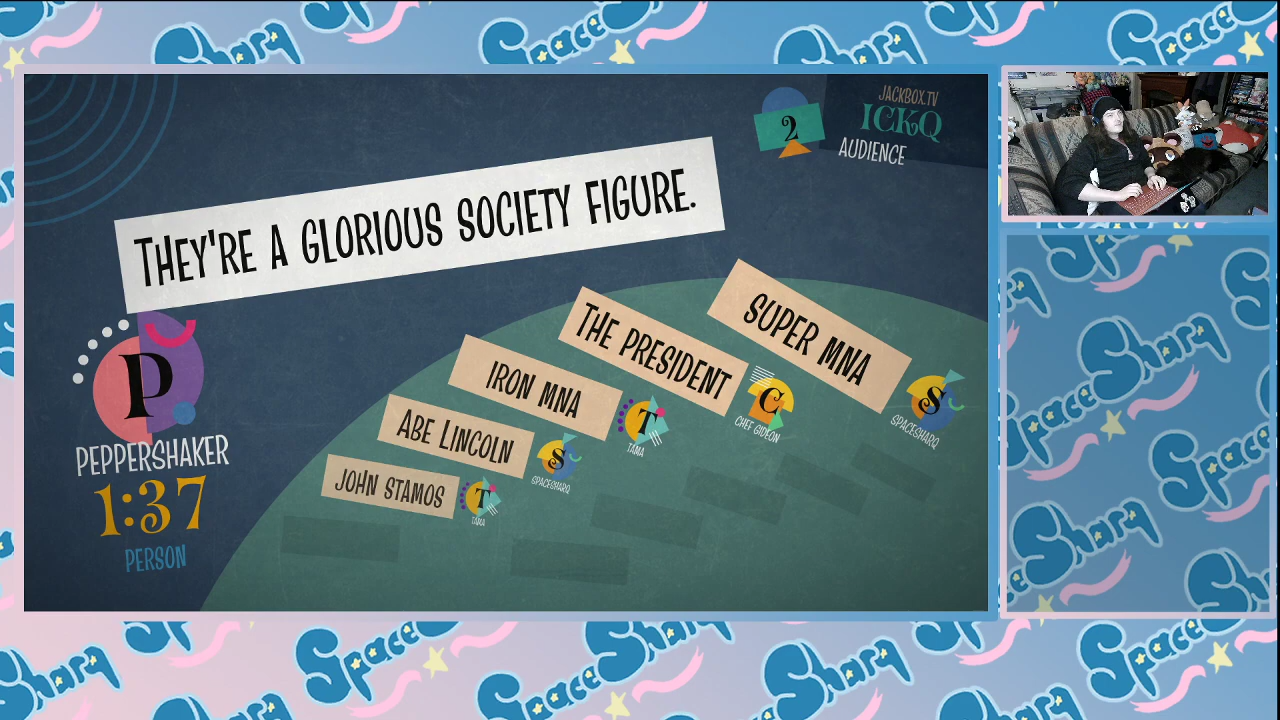 JACKBOX.TV
ICKQ
2
AUDIENCE
THEY'RE A GLORIOUS SOCIETY FIGURE.
P
PEPPERSHAKER
1:37
PERSON
SUPER MNA
S
SPACESHARQ
THE PRESIDENT
C
CHEF GIDEON
IRON MNA
T
TAMA
ABE LINCOLN
S
SPACESHARQ
JOHN STAMOS
T
TAMA
SpaceSharq